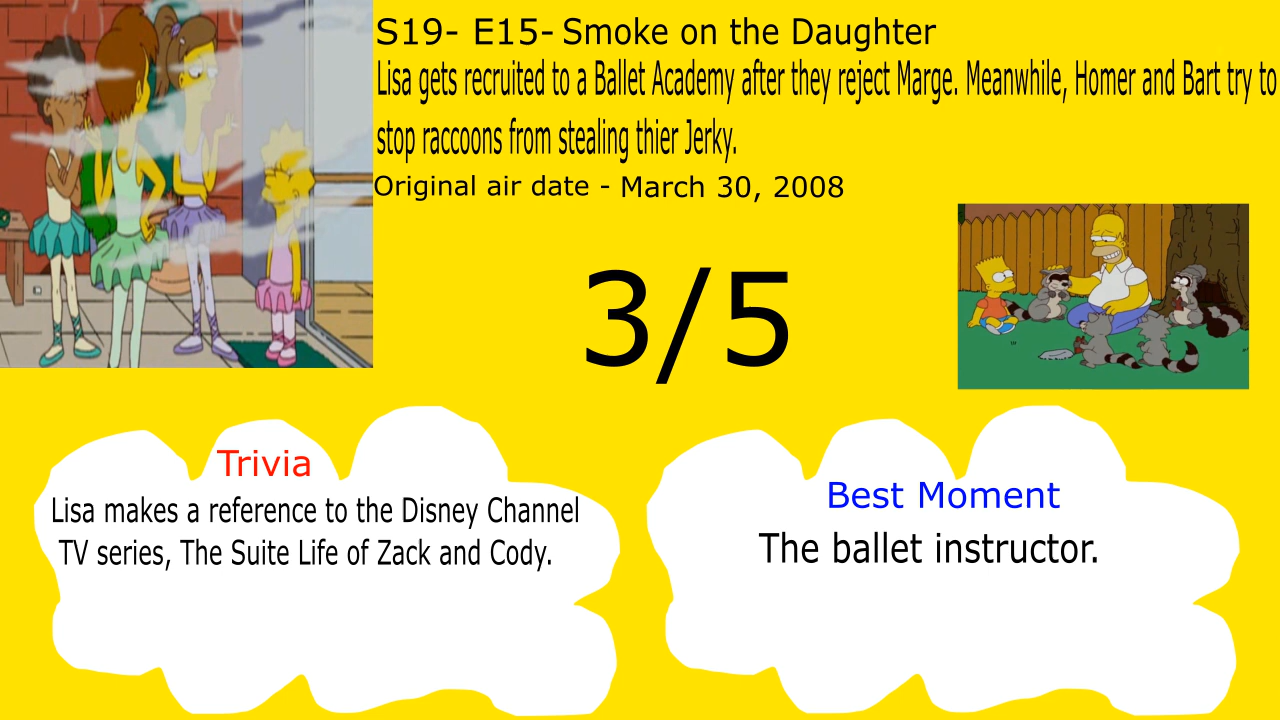 S19- E15- Smoke on the Daughter
Lisa gets recruited to a Ballet Academy after they reject Marge. Meanwhile, Homer and Bart try to
stop raccoons from stealing thier Jerky.
Original air date - March 30, 2008
3/5
Trivia
Lisa makes a reference to the Disney Channel
TV series, The Suite Life of Zack and Cody.
Best Moment
The ballet instructor.